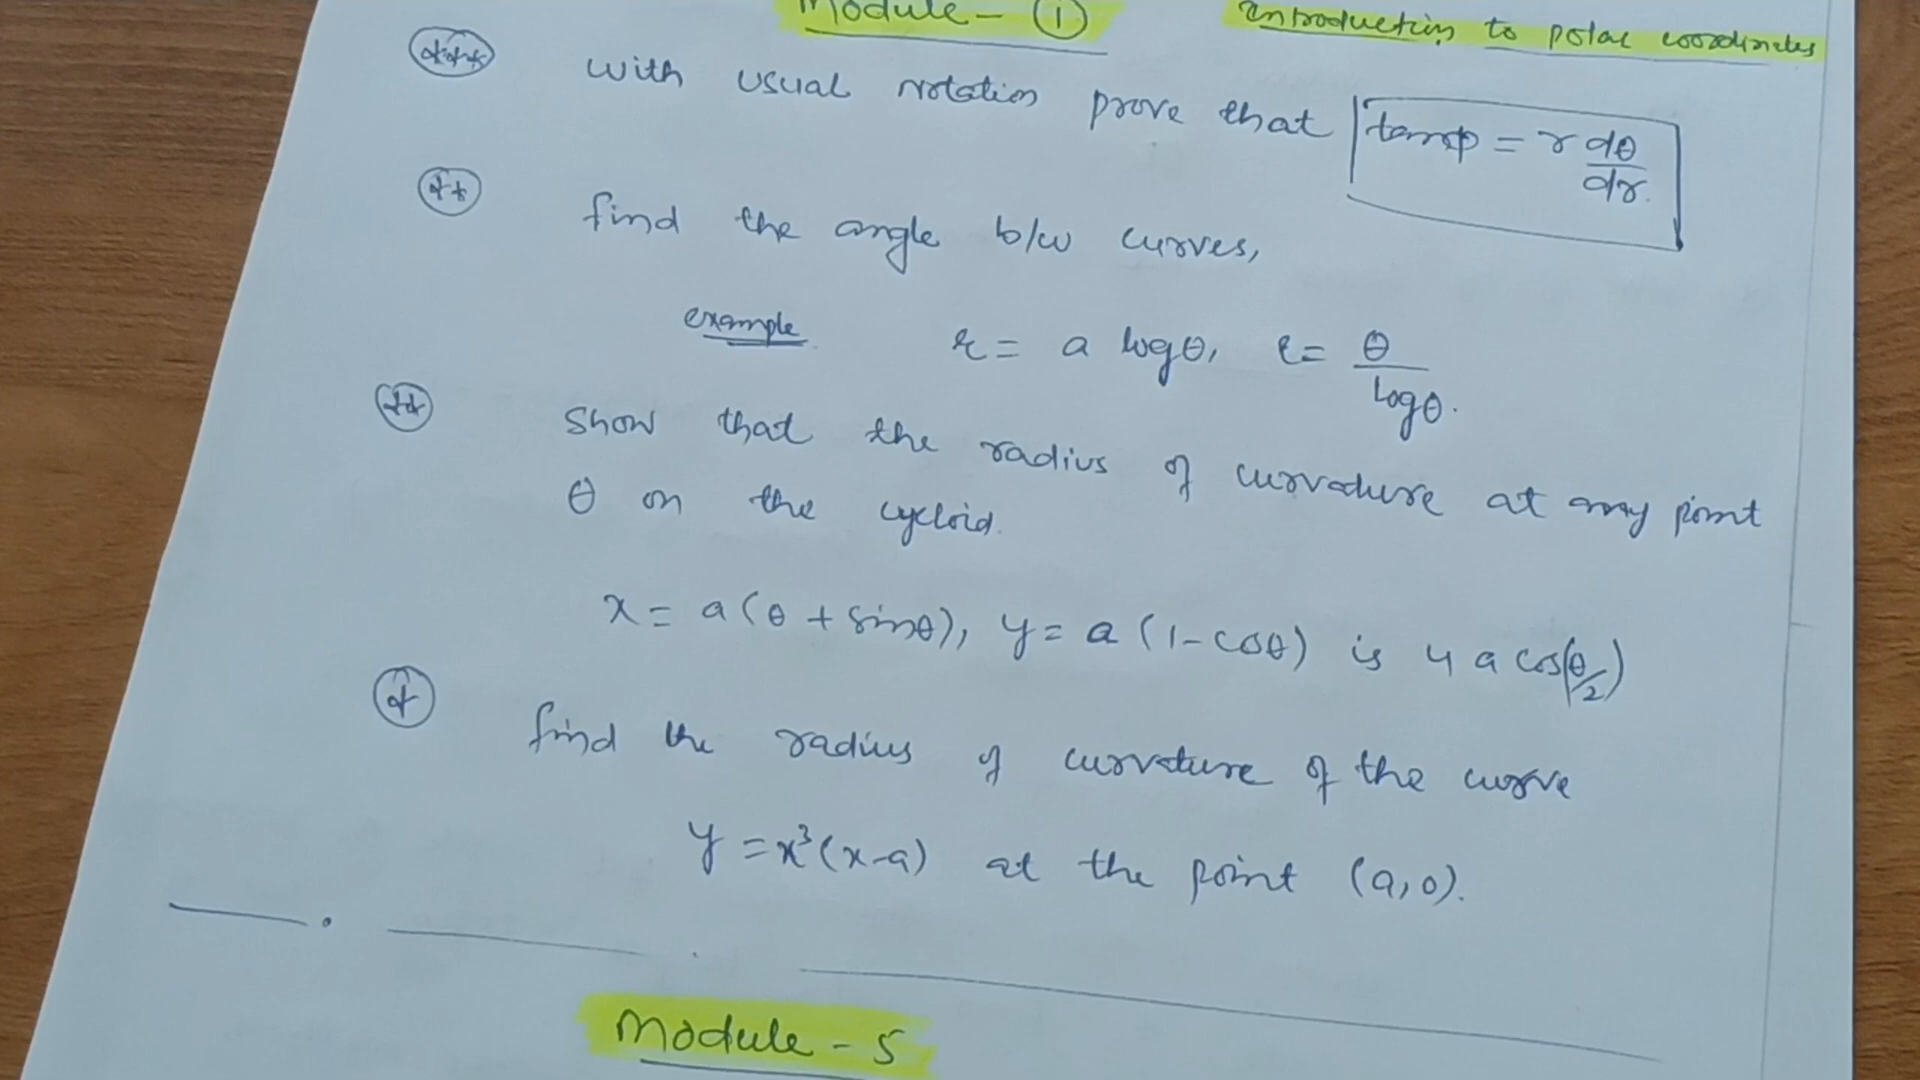 Module - 1
Introduction to polar coordinates
*** with usual notation prove that tanφ = r dθ/dr.
** find the angle b/w curves,
example r = a logθ, r = θ/logθ.
** Show that the radius of curvature at any point
θ on the cycloid.
x = a(θ + sinθ), y = a(1-cosθ) is 4 a cos(θ/2)
* find the radius of curvature of the curve
y = x³(x-a) at the point (a,0).
Module - 5